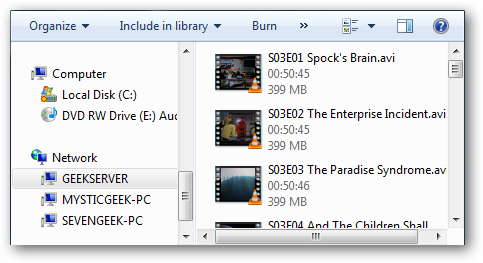 Organize Include in library Burn »
Computer
Local Disk (C:)
DVD RW Drive (E:) Auc
Network
GEEKSERVER
MYSTICGEEK-PC
SEVENGEEK-PC
S03E01 Spock's Brain.avi
00:50:45
399 MB
S03E02 The Enterprise Incident.avi
00:50:45
399 MB
S03E03 The Paradise Syndrome.av
00:50:46
399 MB
S03E04 And The Children Shall